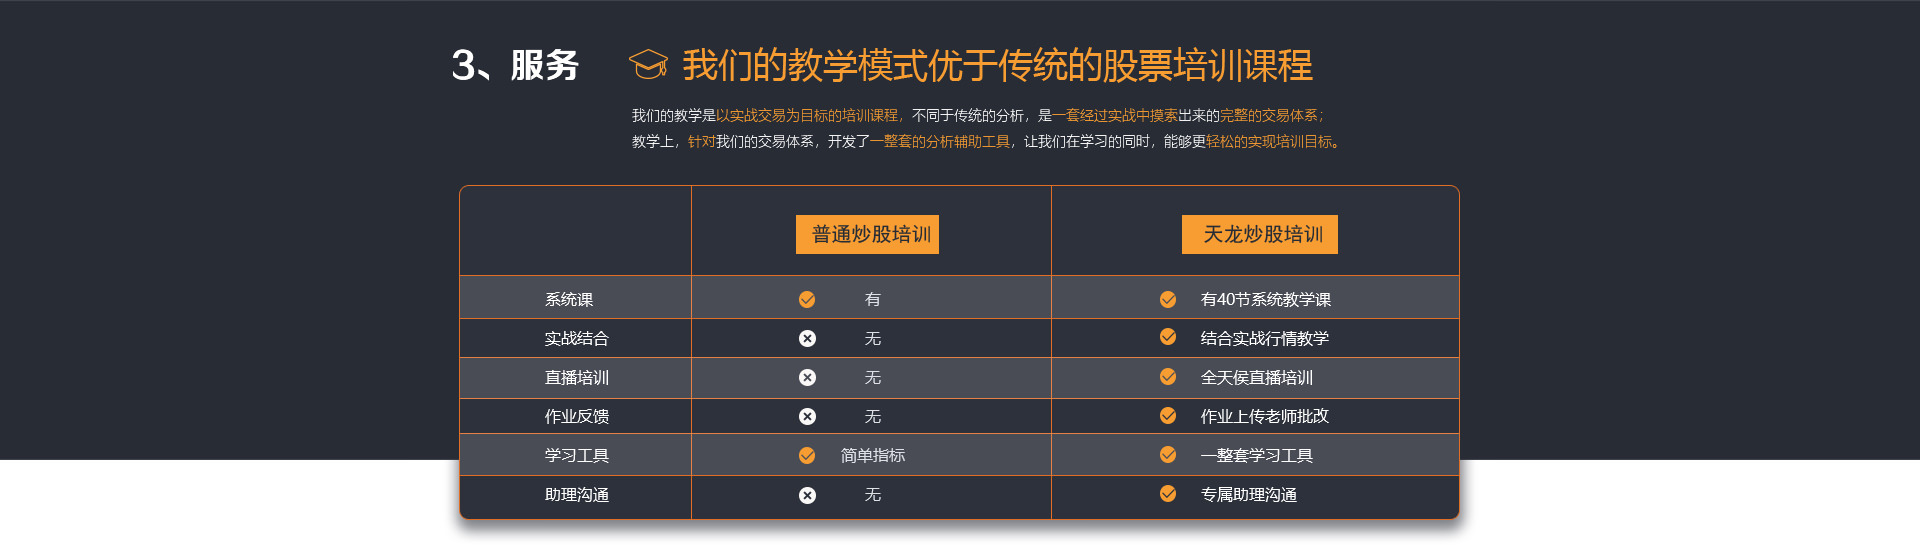 3、服务
我们的教学模式优于传统的股票培训课程
我们的教学是以实战交易为目标的培训课程，不同于传统的分析，是一套经过实战中摸索出来的完整的交易体系；
教学上，针对我们的交易体系，开发了一整套的分析辅助工具，让我们在学习的同时，能够更轻松的实现培训目标。
普通炒股培训 天龙炒股培训
系统课 有 有40节系统教学课
实战结合 无 结合实战行情教学
直播培训 无 全天侯直播培训
作业反馈 无 作业上传老师批改
学习工具 简单指标 一整套学习工具
助理沟通 无 专属助理沟通